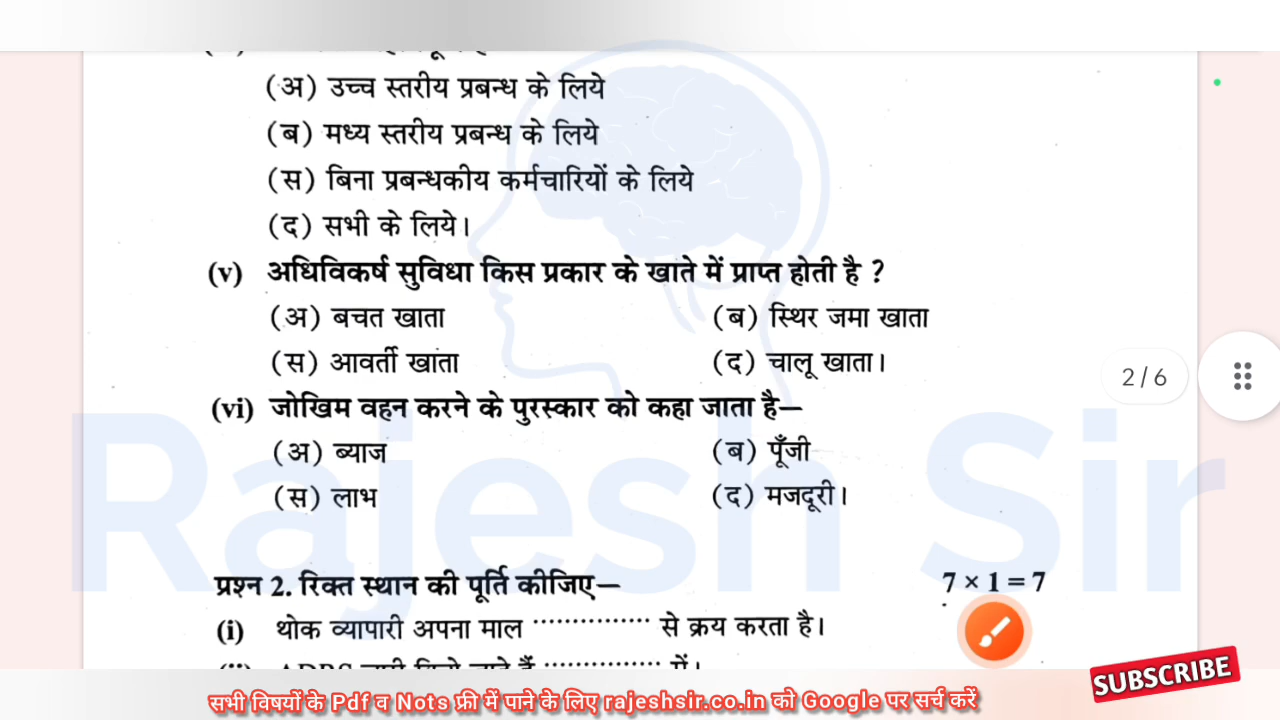 (अ) उच्च स्तरीय प्रबन्ध के लिये
(ब) मध्य स्तरीय प्रबन्ध के लिये
(स) बिना प्रबन्धकीय कर्मचारियों के लिये
(द) सभी के लिये।
(v) अधिविकर्ष सुविधा किस प्रकार के खाते में प्राप्त होती है ?
(अ) बचत खाता (ब) स्थिर जमा खाता
(स) आवर्ती खाता (द) चालू खाता।
2 / 6
(vi) जोखिम वहन करने के पुरस्कार को कहा जाता है—
(अ) ब्याज (ब) पूँजी
(स) लाभ (द) मजदूरी।
Rajesh Sir
प्रश्न 2. रिक्त स्थान की पूर्ति कीजिए— 7 × 1 = 7
(i) थोक व्यापारी अपना माल ............... से क्रय करता है।
SUBSCRIBE
सभी विषयों के Pdf व Nots फ्री में पाने के लिए rajeshsir.co.in को Google पर सर्च करें